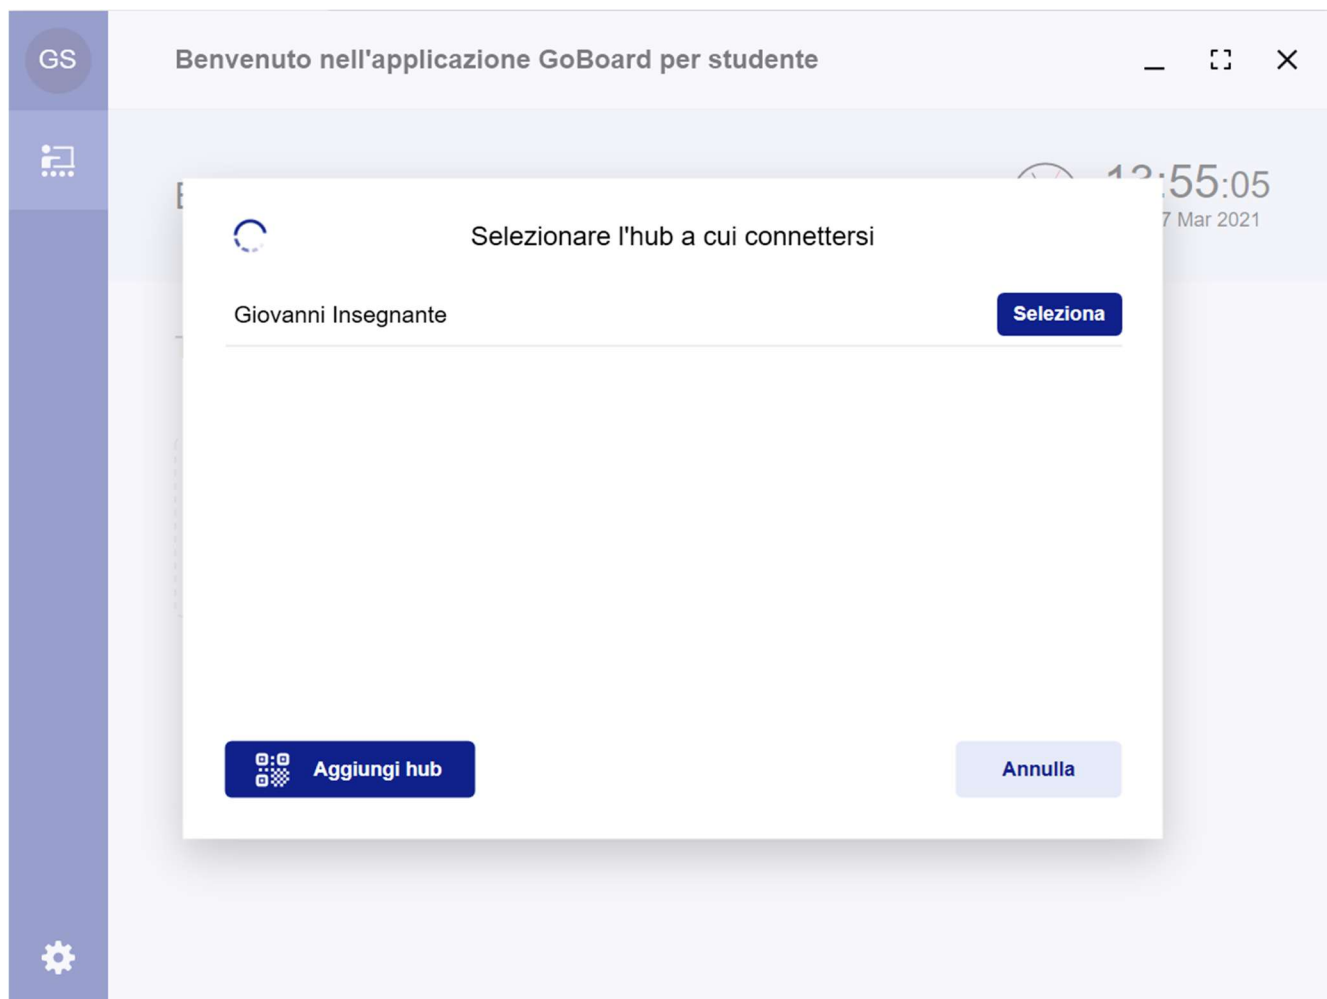 GS
Benvenuto nell'applicazione GoBoard per studente
:55:05
7 Mar 2021
Selezionare l'hub a cui connettersi
Giovanni Insegnante
Seleziona
Aggiungi hub
Annulla